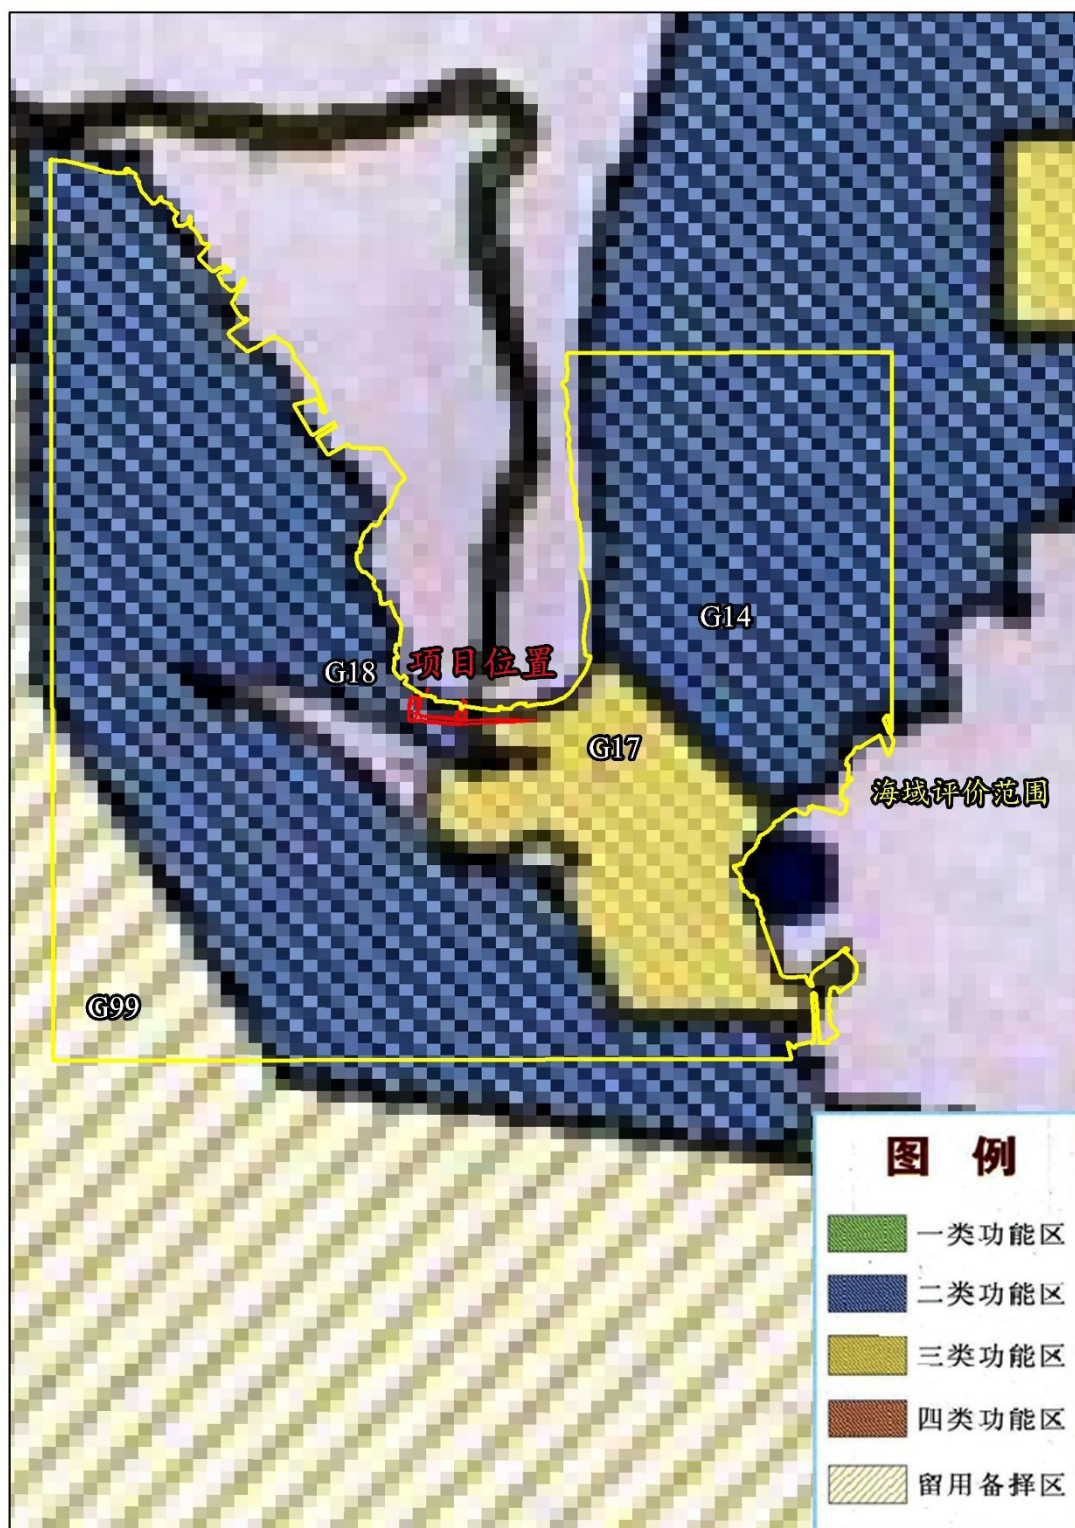 G14
G18
项目位置
G17
海域评价范围
G99
图 例
一类功能区
二类功能区
三类功能区
四类功能区
留用备择区